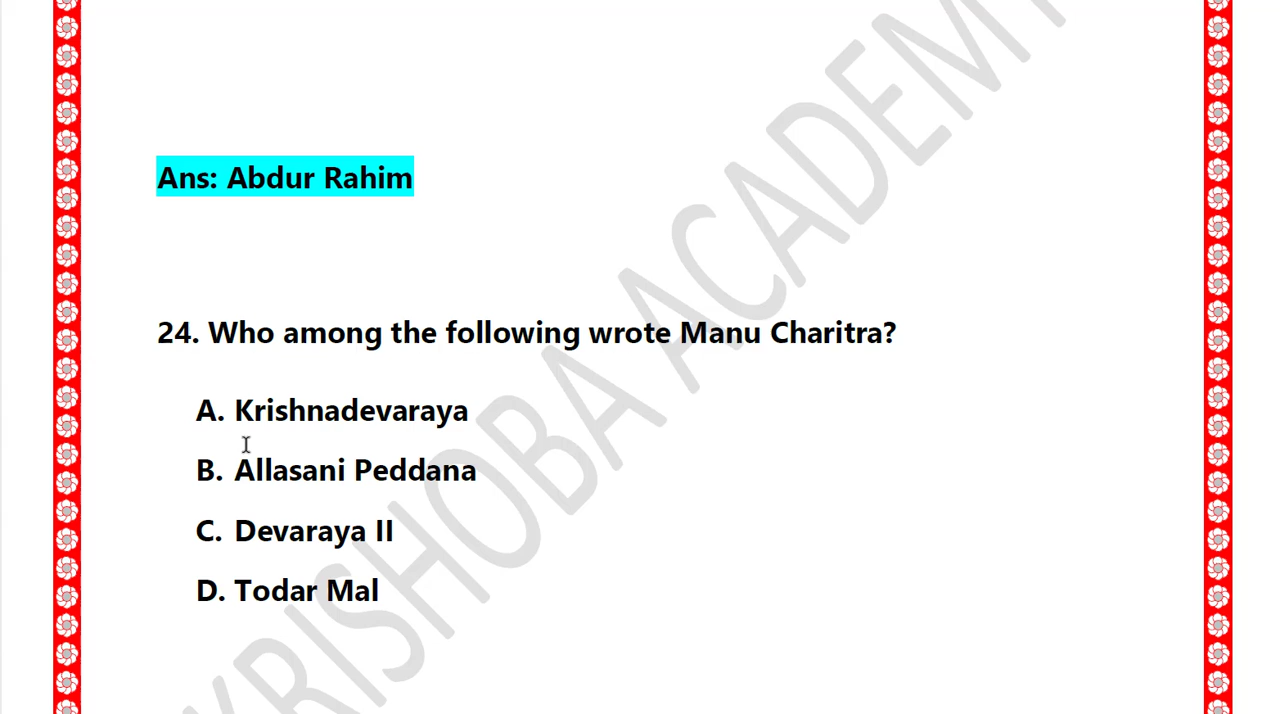 Ans: Abdur Rahim
24. Who among the following wrote Manu Charitra?
A. Krishnadevaraya
B. Allasani Peddana
C. Devaraya II
D. Todar Mal
KRISHOBA ACADEMY